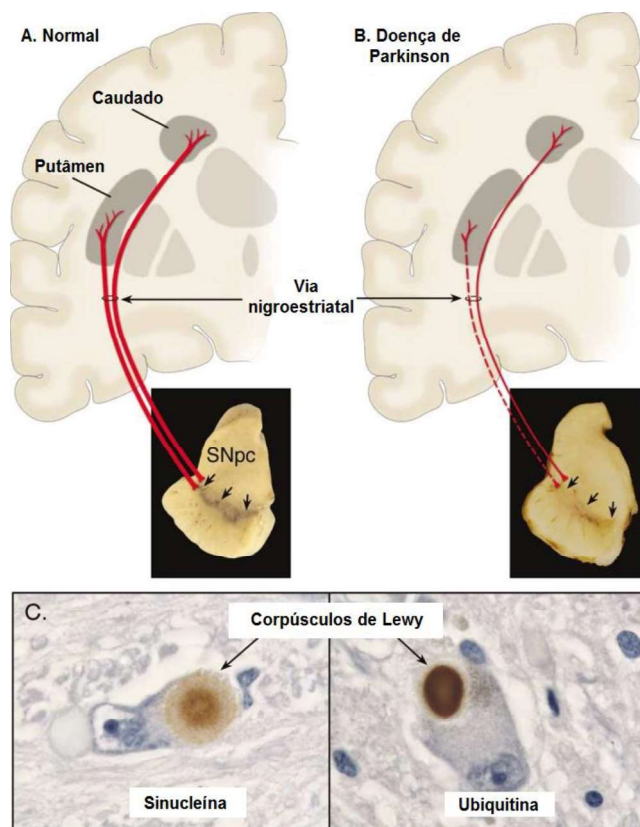 A. Normal
B. Doença de
Parkinson
Caudado
Putâmen
Via
nigroestriatal
SNpc
C.
Corpúsculos de Lewy
Sinucleína
Ubiquitina